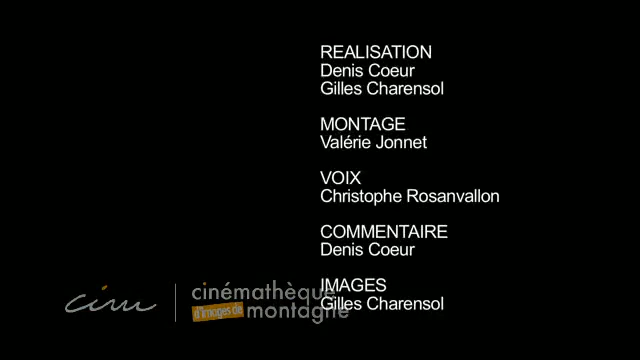 REALISATION
Denis Coeur
Gilles Charensol
MONTAGE
Valérie Jonnet
VOIX
Christophe Rosanvallon
COMMENTAIRE
Denis Coeur
IMAGES
Gilles Charensol
cim
cinémathèque
d'images de
montagne